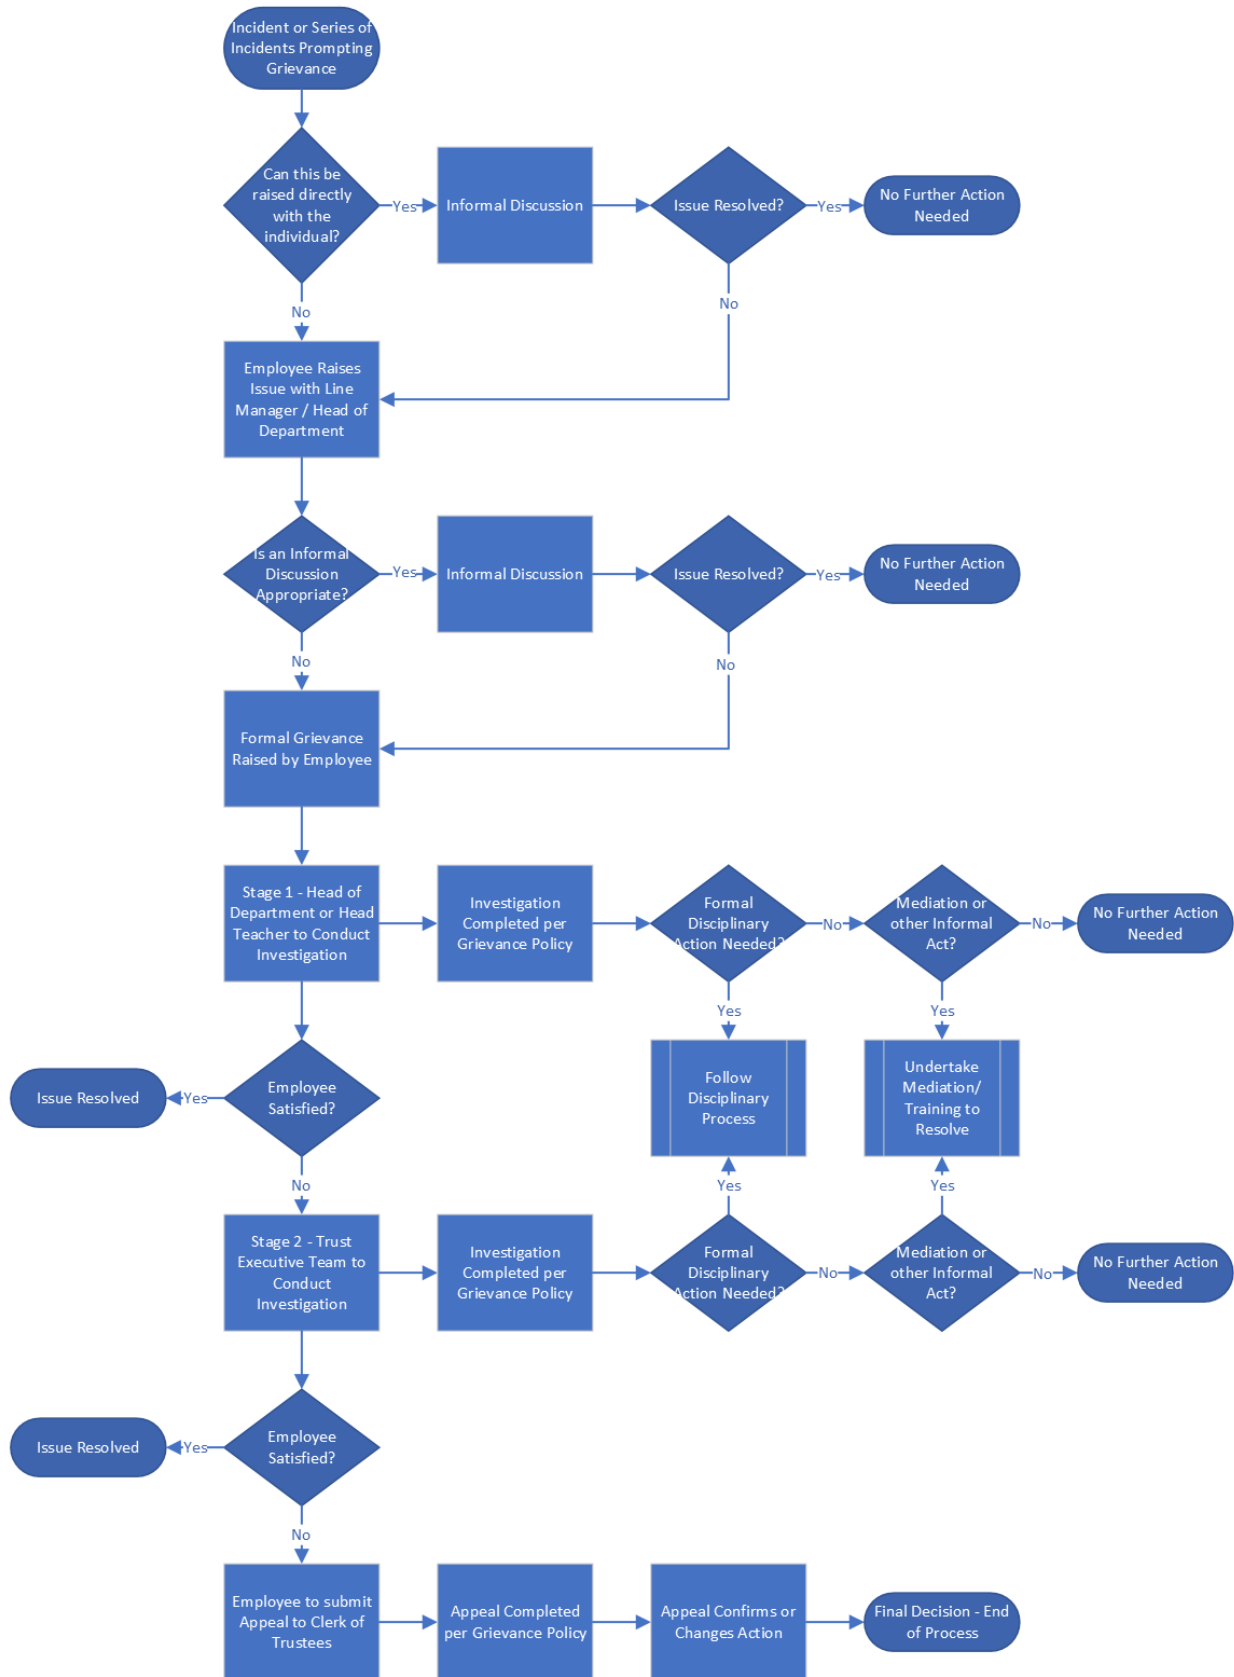 Incident or Series of
Incidents Prompting
Grievance
Can this be
raised directly
with the
individual?
Yes
Informal Discussion
Issue Resolved?
Yes
No Further Action
Needed
No
No
Employee Raises
Issue with Line
Manager / Head of
Department
Is an Informal
Discussion
Appropriate?
Yes
Informal Discussion
Issue Resolved?
Yes
No Further Action
Needed
No
No
Formal Grievance
Raised by Employee
Stage 1 - Head of
Department or Head
Teacher to Conduct
Investigation
Investigation
Completed per
Grievance Policy
Formal
Disciplinary
Action Needed?
No
Mediation or
other Informal
Act?
No
No Further Action
Needed
Yes
Yes
Issue Resolved
Yes
Employee
Satisfied?
Follow
Disciplinary
Process
Undertake
Mediation/
Training to
Resolve
No
Yes
Yes
Stage 2 - Trust
Executive Team to
Conduct
Investigation
Investigation
Completed per
Grievance Policy
Formal
Disciplinary
Action Needed?
No
Mediation or
other Informal
Act?
No
No Further Action
Needed
Issue Resolved
Yes
Employee
Satisfied?
No
Employee to submit
Appeal to Clerk of
Trustees
Appeal Completed
per Grievance Policy
Appeal Confirms or
Changes Action
Final Decision - End
of Process